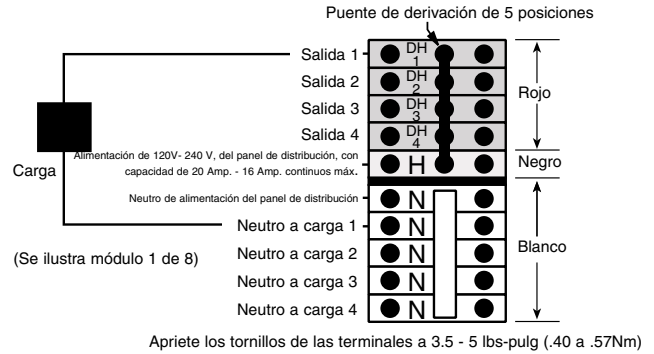 Puente de derivación de 5 posiciones
Salida 1
DH
1
Salida 2
DH
2
Salida 3
DH
3
Salida 4
DH
4
Rojo
Carga
Alimentación de 120V- 240 V, del panel de distribución, con
capacidad de 20 Amp. - 16 Amp. continuos máx.
H
Negro
Neutro de alimentación del panel de distribución
N
Neutro a carga 1
N
Neutro a carga 2
N
Neutro a carga 3
N
Neutro a carga 4
N
Blanco
(Se ilustra módulo 1 de 8)
Apriete los tornillos de las terminales a 3.5 - 5 lbs-pulg (.40 a .57Nm)